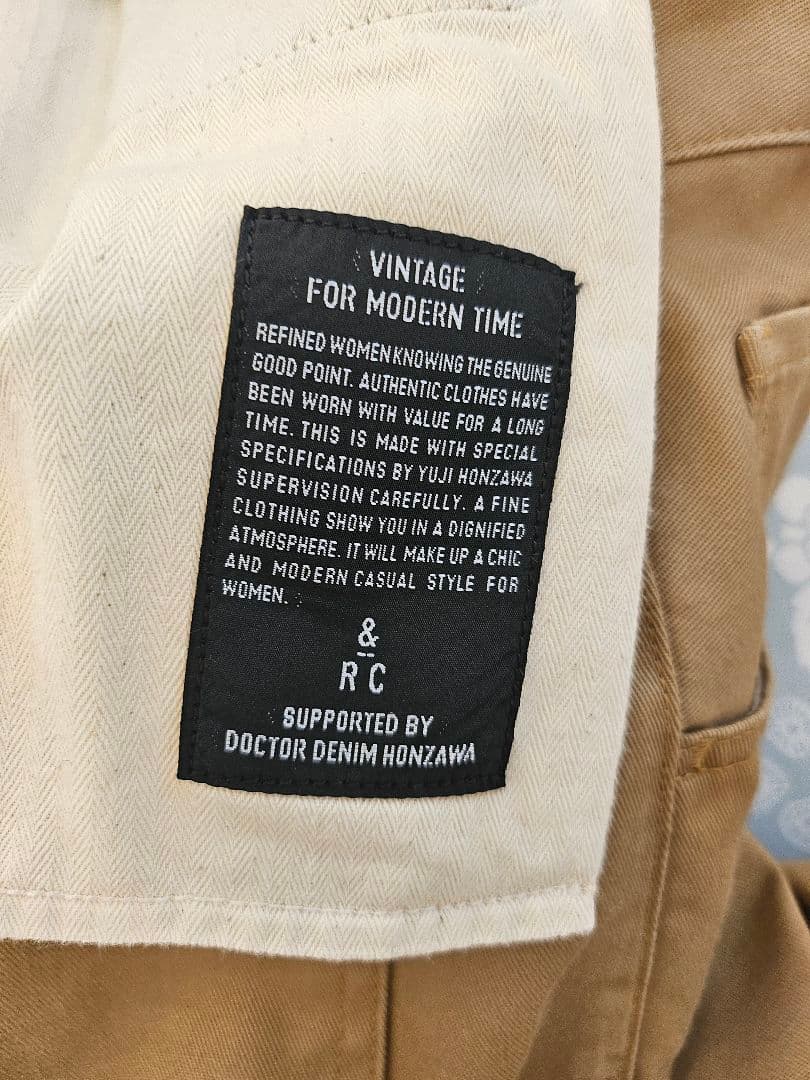 VINTAGE
FOR MODERN TIME
REFINED WOMEN KNOWING THE GENUINE
GOOD POINT. AUTHENTIC CLOTHES HAVE
BEEN WORN WITH VALUE FOR A LONG
TIME. THIS IS MADE WITH SPECIAL
SPECIFICATIONS BY YUJI HONZAWA
SUPERVISION CAREFULLY. A FINE
CLOTHING SHOW YOU IN A DIGNIFIED
ATMOSPHERE. IT WILL MAKE UP A CHIC
AND MODERN CASUAL STYLE FOR
WOMEN.
&
RC
SUPPORTED BY
DOCTOR DENIM HONZAWA